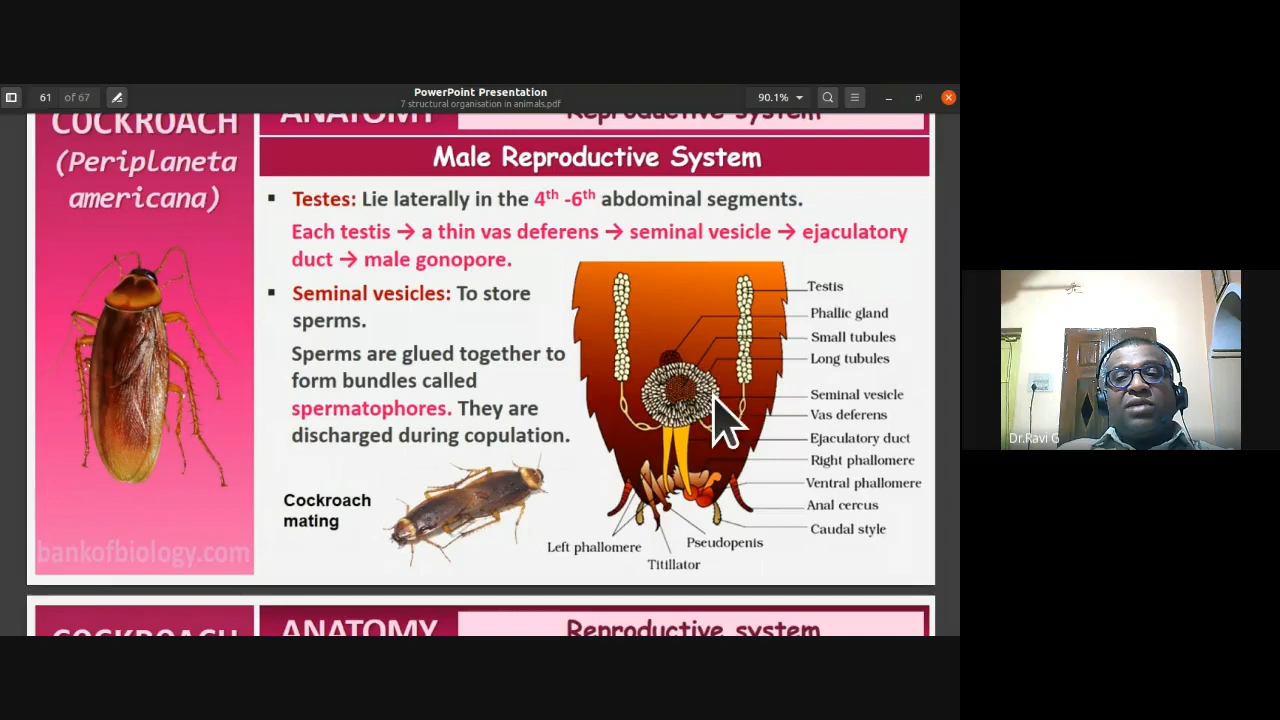 61 of 67
PowerPoint Presentation
7 structural organisation in animals.pdf
90.1%
COCKROACH
(Periplaneta
americana)
bankofbiology.com
ANATOMY
Reproductive system
Male Reproductive System
▪ Testes: Lie laterally in the 4th -6th abdominal segments.
Each testis → a thin vas deferens → seminal vesicle → ejaculatory
duct → male gonopore.
▪ Seminal vesicles: To store
sperms.
Sperms are glued together to
form bundles called
spermatophores. They are
discharged during copulation.
Cockroach
mating
Testis
Phallic gland
Small tubules
Long tubules
Seminal vesicle
Vas deferens
Ejaculatory duct
Right phallomere
Ventral phallomere
Anal cercus
Caudal style
Pseudopenis
Left phallomere
Titillator
COCKROACH
ANATOMY
Reproductive system
Dr.Ravi G